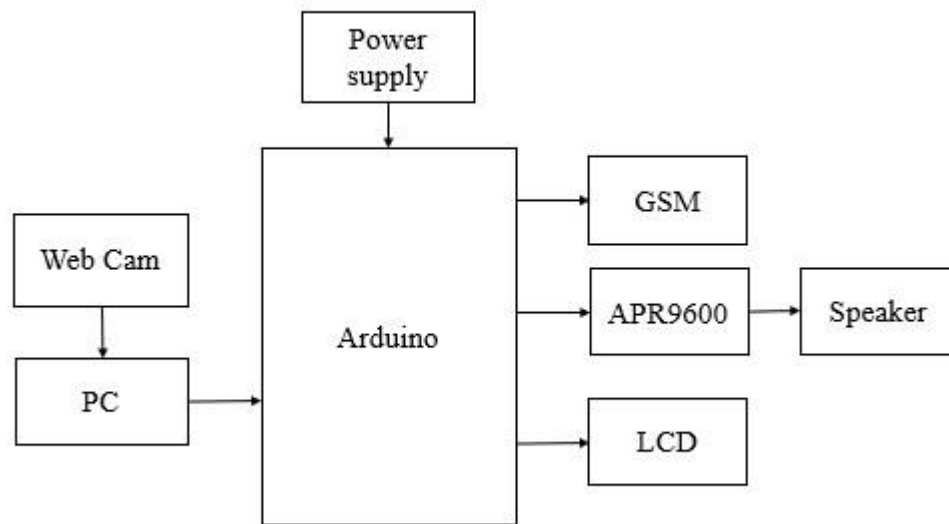 Power
supply
GSM
Web Cam
APR9600
Speaker
Arduino
PC
LCD